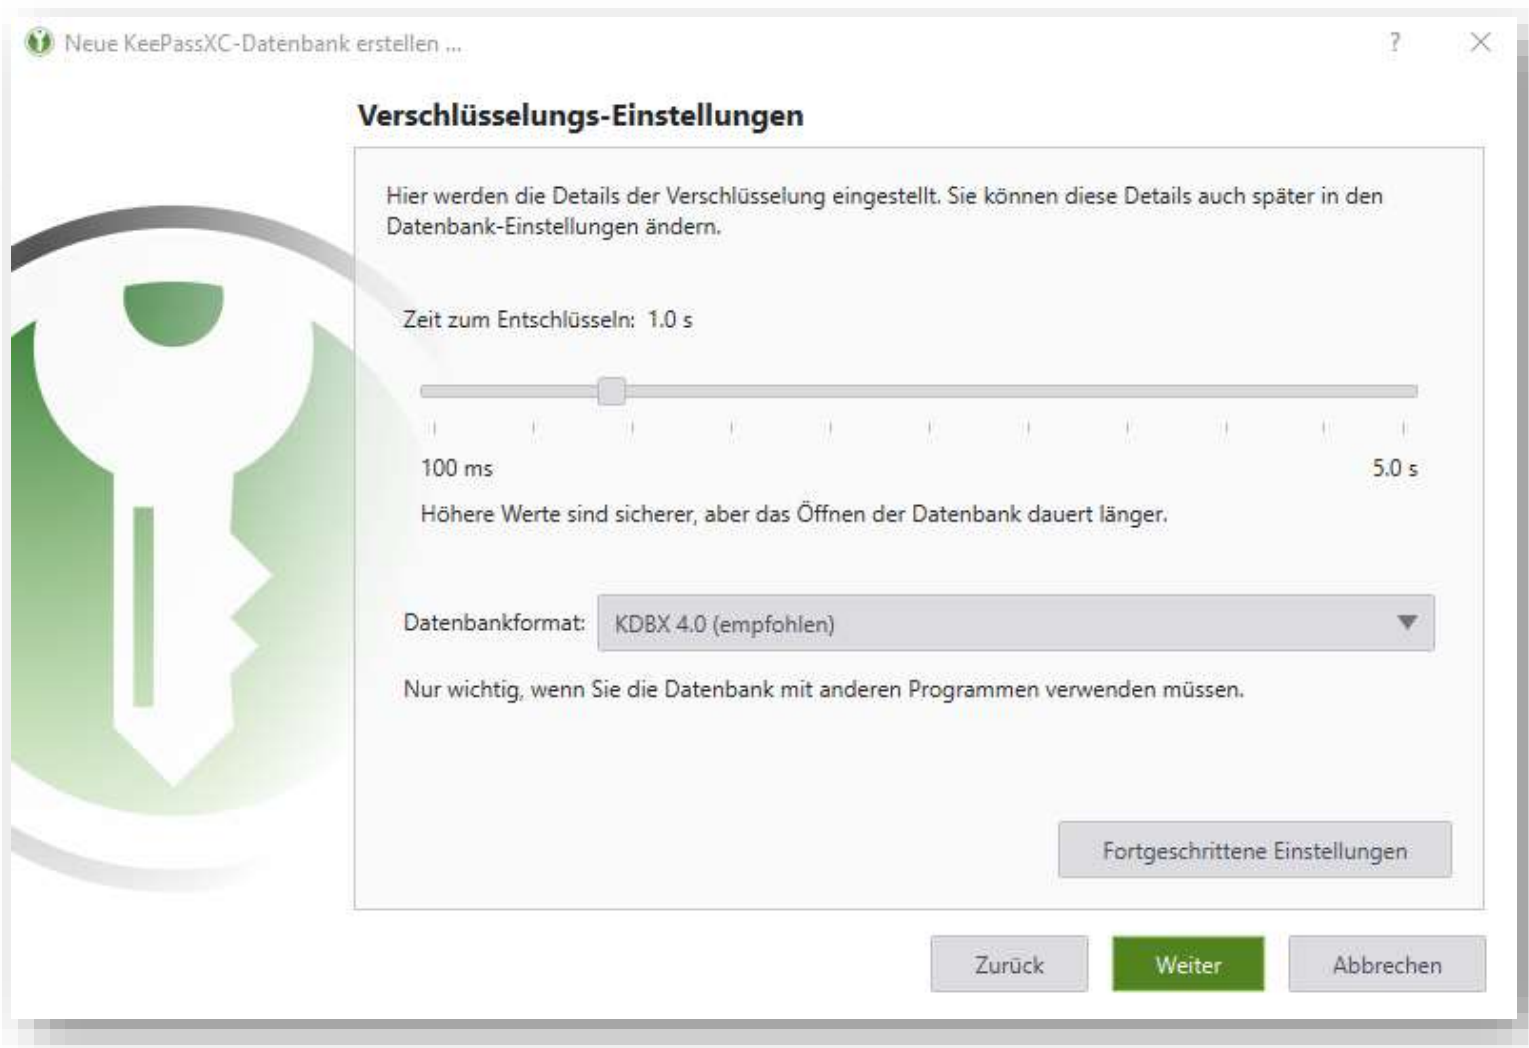 Neue KeePassXC-Datenbank erstellen ...
?
Verschlüsselungs-Einstellungen
Hier werden die Details der Verschlüsselung eingestellt. Sie können diese Details auch später in den
Datenbank-Einstellungen ändern.
Zeit zum Entschlüsseln: 1.0 s
100 ms 5.0 s
Höhere Werte sind sicherer, aber das Öffnen der Datenbank dauert länger.
Datenbankformat: KDBX 4.0 (empfohlen)
Nur wichtig, wenn Sie die Datenbank mit anderen Programmen verwenden müssen.
Fortgeschrittene Einstellungen
Zurück Weiter Abbrechen